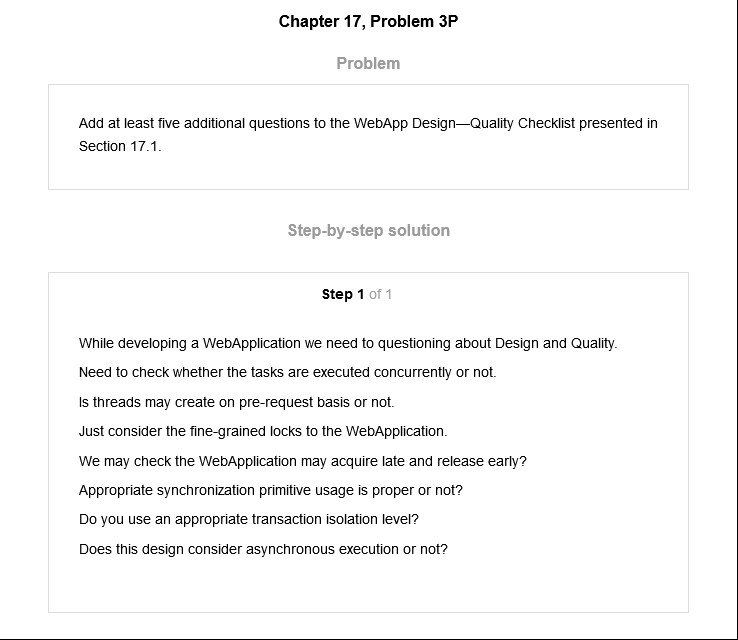 Chapter 17, Problem 3P
Problem
Add at least five additional questions to the WebApp Design—Quality Checklist presented in
Section 17.1.
Step-by-step solution
Step 1 of 1
While developing a WebApplication we need to questioning about Design and Quality.
Need to check whether the tasks are executed concurrently or not.
Is threads may create on pre-request basis or not.
Just consider the fine-grained locks to the WebApplication.
We may check the WebApplication may acquire late and release early?
Appropriate synchronization primitive usage is proper or not?
Do you use an appropriate transaction isolation level?
Does this design consider asynchronous execution or not?